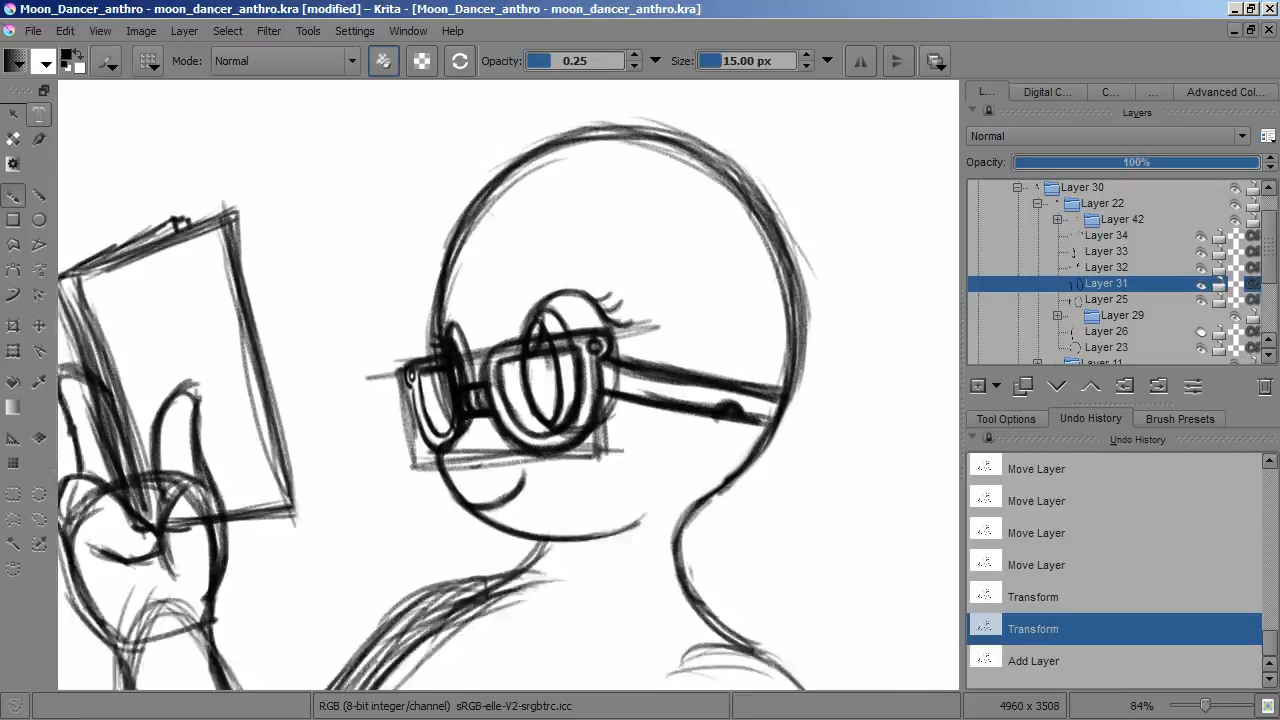 Moon_Dancer_anthro - moon_dancer_anthro.kra [modified] – Krita - [Moon_Dancer_anthro - moon_dancer_anthro.kra]
File Edit View Image Layer Select Filter Tools Settings Window Help
Mode: Normal Opacity: 0.25 Size: 15.00 px
L... Digital C... C... ... Advanced Col...
Layers
Normal
Opacity: 100%
Layer 30
Layer 22
Layer 42
Layer 34
Layer 33
Layer 32
Layer 31
Layer 25
Layer 29
Layer 26
Layer 23
Layer 11
Tool Options Undo History Brush Presets
Undo History
Move Layer
Move Layer
Move Layer
Move Layer
Transform
Transform
Add Layer
RGB (8-bit integer/channel) sRGB-elle-V2-srgbtrc.icc 4960 x 3508 84%